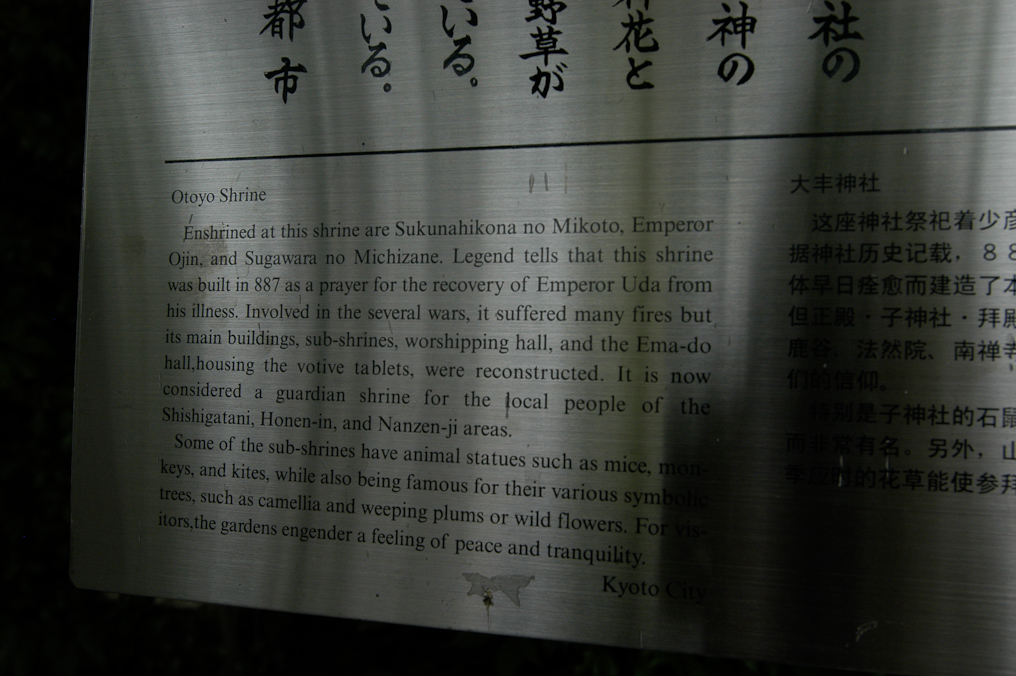 社の
神の
花と
野草が
いる。
いる。
都市
Otoyo Shrine
Enshrined at this shrine are Sukunahikona no Mikoto, Emperor
Ojin, and Sugawara no Michizane. Legend tells that this shrine
was built in 887 as a prayer for the recovery of Emperor Uda from
his illness. Involved in the several wars, it suffered many fires but
its main buildings, sub-shrines, worshipping hall, and the Ema-do
hall,housing the votive tablets, were reconstructed. It is now
considered a guardian shrine for the local people of the
Shishigatani, Honen-in, and Nanzen-ji areas.
Some of the sub-shrines have animal statues such as mice, mon-
keys, and kites, while also being famous for their various symbolic
trees, such as camellia and weeping plums or wild flowers. For vis-
itors,the gardens engender a feeling of peace and tranquility.
Kyoto City
大丰神社
这座神社祭祀着少彦
据神社历史记载，88
体早日痊愈而建造了本
但正殿・子神社・拜殿
鹿谷、法然院、南禅寺
们的信仰。
特别是子神社的石鼠
而非常有名。另外，山
季应时的花草能使参拜